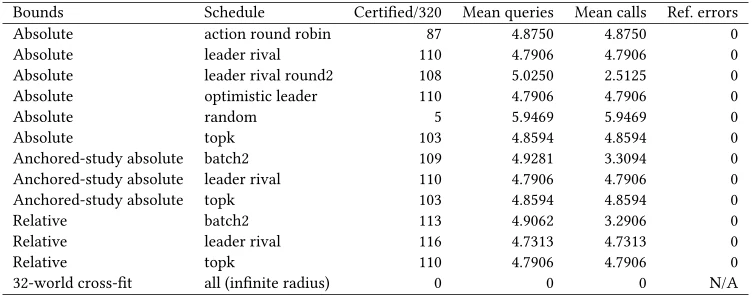 Bounds Schedule Certified/320 Mean queries Mean calls Ref. errors
Absolute action round robin 87 4.8750 4.8750 0
Absolute leader rival 110 4.7906 4.7906 0
Absolute leader rival round2 108 5.0250 2.5125 0
Absolute optimistic leader 110 4.7906 4.7906 0
Absolute random 5 5.9469 5.9469 0
Absolute topk 103 4.8594 4.8594 0
Anchored-study absolute batch2 109 4.9281 3.3094 0
Anchored-study absolute leader rival 110 4.7906 4.7906 0
Anchored-study absolute topk 103 4.8594 4.8594 0
Relative batch2 113 4.9062 3.2906 0
Relative leader rival 116 4.7313 4.7313 0
Relative topk 110 4.7906 4.7906 0
32-world cross-fit all (infinite radius) 0 0 0 N/A